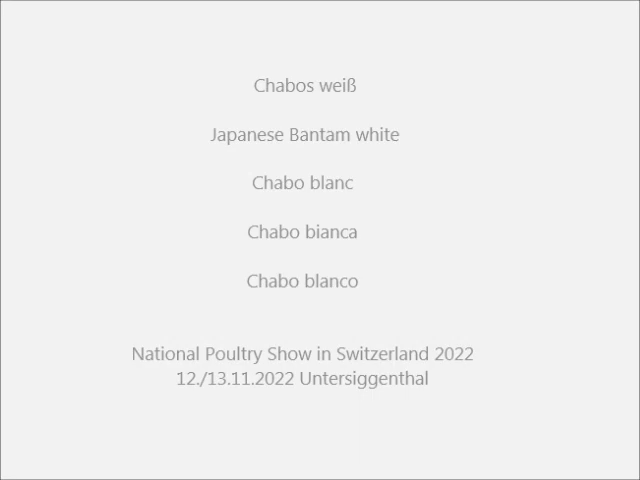 Chabos weiß
Japanese Bantam white
Chabo blanc
Chabo bianca
Chabo blanco
National Poultry Show in Switzerland 2022
12./13.11.2022 Untersiggenthal